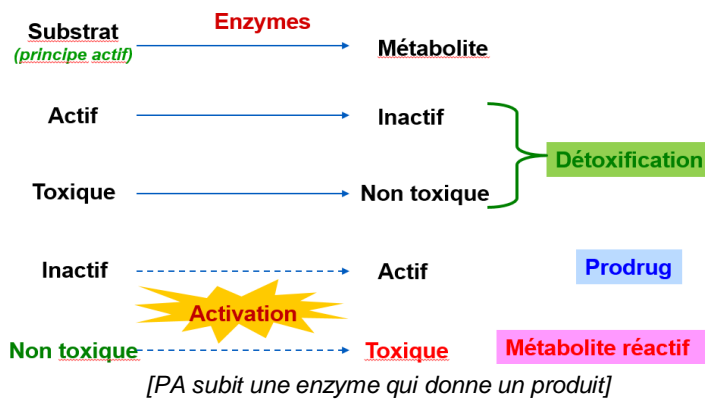 Substrat Enzymes
(principe actif) Métabolite
Actif Inactif
Détoxification
Toxique Non toxique
Inactif Actif Prodrug
Activation
Non toxique Toxique Métabolite réactif
[PA subit une enzyme qui donne un produit]